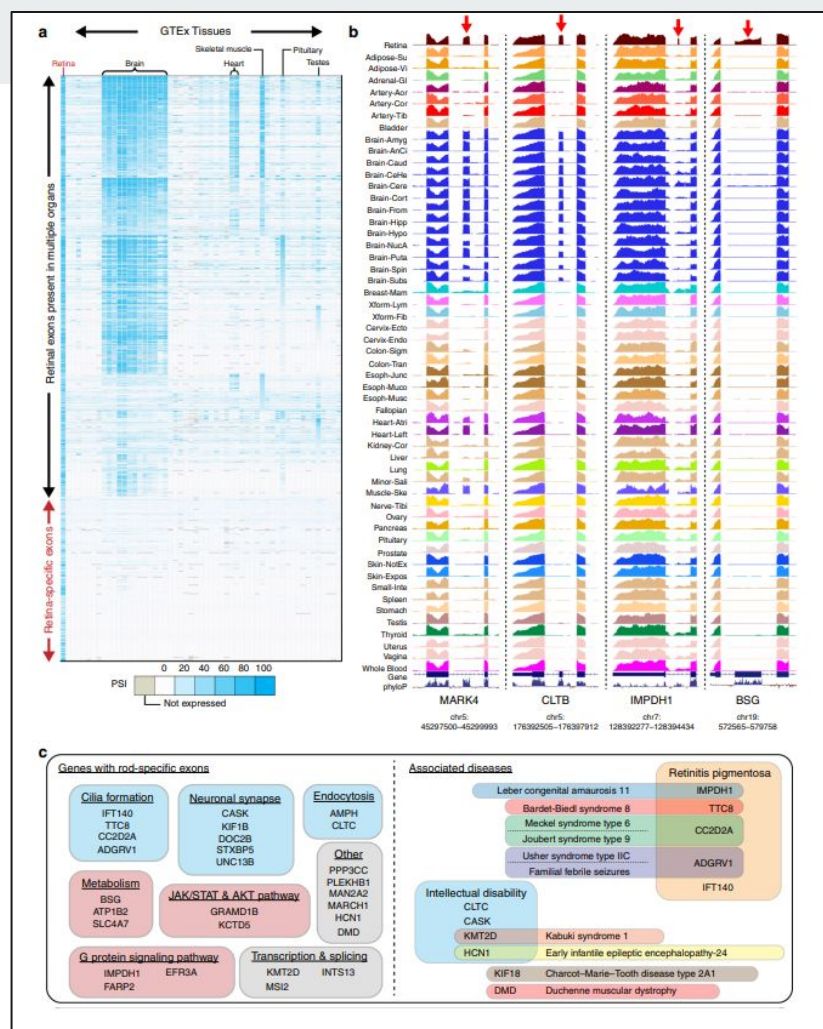 a
GTEx Tissues
Skeletal muscle
Pituitary
Retina
Brain
Heart
Testes
Retinal exons present in multiple organs
Retina-specific exons
0 20 40 60 80 100
PSI
Not expressed
b
Retina
Adipose-Su
Adipose-Vi
Adrenal-Gl
Artery-Aor
Artery-Cor
Artery-Tib
Bladder
Brain-Amyg
Brain-AnCi
Brain-Caud
Brain-CeHe
Brain-Cere
Brain-Cort
Brain-From
Brain-Hipp
Brain-Hypo
Brain-NucA
Brain-Puta
Brain-Spin
Brain-Subs
Breast-Mam
Xform-Lym
Xform-Fib
Cervix-Ecto
Cervix-Endo
Colon-Sigm
Colon-Tran
Esoph-Junc
Esoph-Muco
Esoph-Musc
Fallopian
Heart-Atri
Heart-Left
Kidney-Cor
Liver
Lung
Minor-Sali
Muscle-Ske
Nerve-Tibi
Ovary
Pancreas
Pituitary
Prostate
Skin-NotEx
Skin-Expos
Small-Inte
Spleen
Stomach
Testis
Thyroid
Uterus
Vagina
Whole Blood
Gene
phyloP
MARK4 CLTB IMPDH1 BSG
chr5: chr5: chr7: chr19:
45297500–45299993 176392505–176397912 128392277–128394434 572565–579758
c
Genes with rod-specific exons
Cilia formation
IFT140
TTC8
CC2D2A
ADGRV1
Neuronal synapse
CASK
KIF1B
DOC2B
STXBP5
UNC13B
Endocytosis
AMPH
CLTC
Metabolism
BSG
ATP1B2
SLC4A7
JAK/STAT & AKT pathway
GRAMD1B
KCTD5
Other
PPP3CC
PLEKHB1
MAN2A2
MARCH1
HCN1
DMD
G protein signaling pathway
IMPDH1 EFR3A
FARP2
Transcription & splicing
KMT2D INTS13
MSI2
Associated diseases
Retinitis pigmentosa
Leber congenital amaurosis 11 IMPDH1
Bardet-Biedl syndrome 8 TTC8
Meckel syndrome type 6
CC2D2A
Joubert syndrome type 9
Usher syndrome type IIC
ADGRV1
Familial febrile seizures
IFT140
Intellectual disability
CLTC
CASK
KMT2D Kabuki syndrome 1
HCN1 Early infantile epileptic encephalopathy-24
KIF18 Charcot–Marie–Tooth disease type 2A1
DMD Duchenne muscular dystrophy